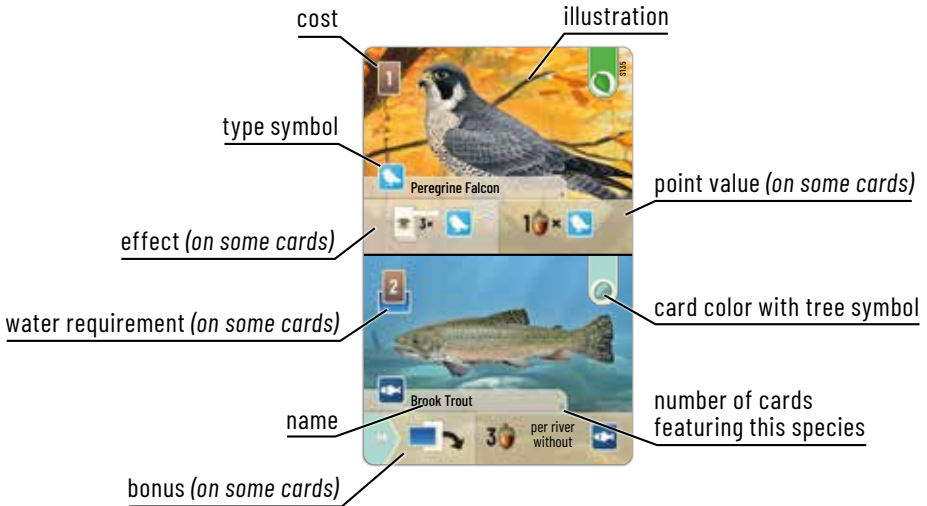 cost
illustration
1
S135
type symbol
Peregrine Falcon
point value (on some cards)
3×
1 ×
effect (on some cards)
2
card color with tree symbol
water requirement (on some cards)
Brook Trout
number of cards
featuring this species
name
3 per river
without
bonus (on some cards)